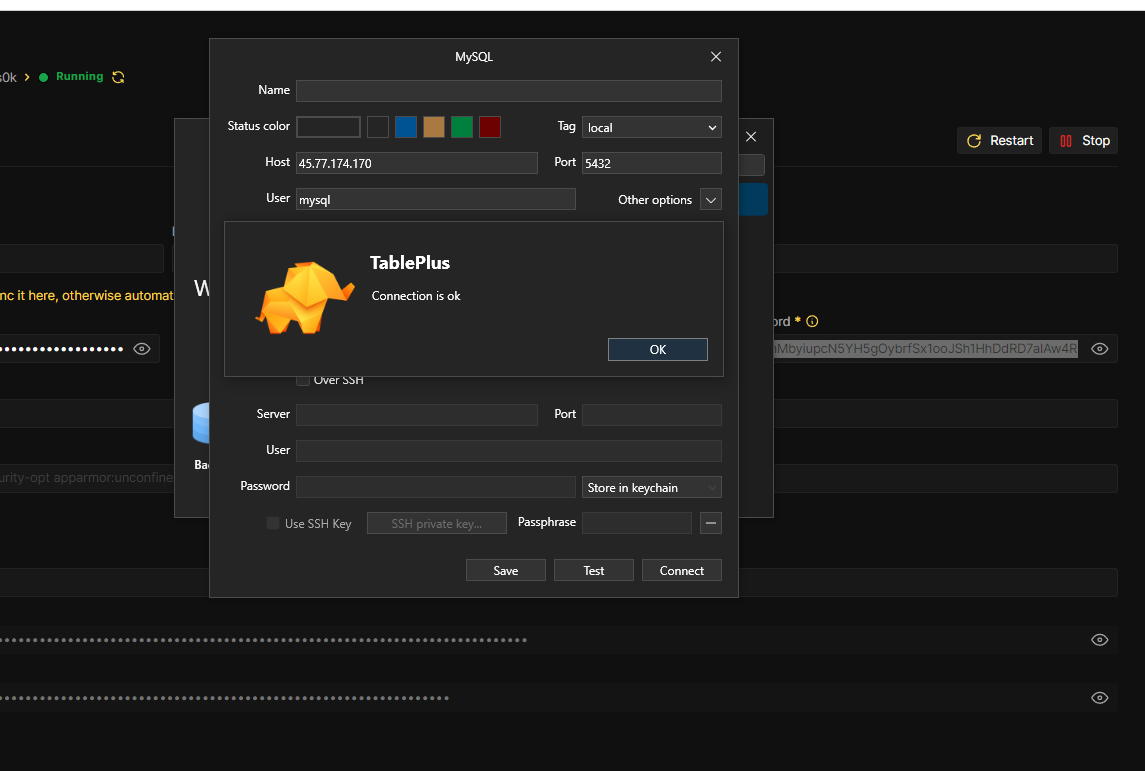 MySQL
s0k > Running
Name
Status color
Tag local
Restart
Stop
Host 45.77.174.170 Port 5432
User mysql Other options
TablePlus
Connection is ok
OK
nc it here, otherwise automat
W
ord *
Over SSH
Server Port
User
Ba
Password Store in keychain
urity-opt apparmor:unconfine
Use SSH Key SSH private key... Passphrase
Save Test Connect